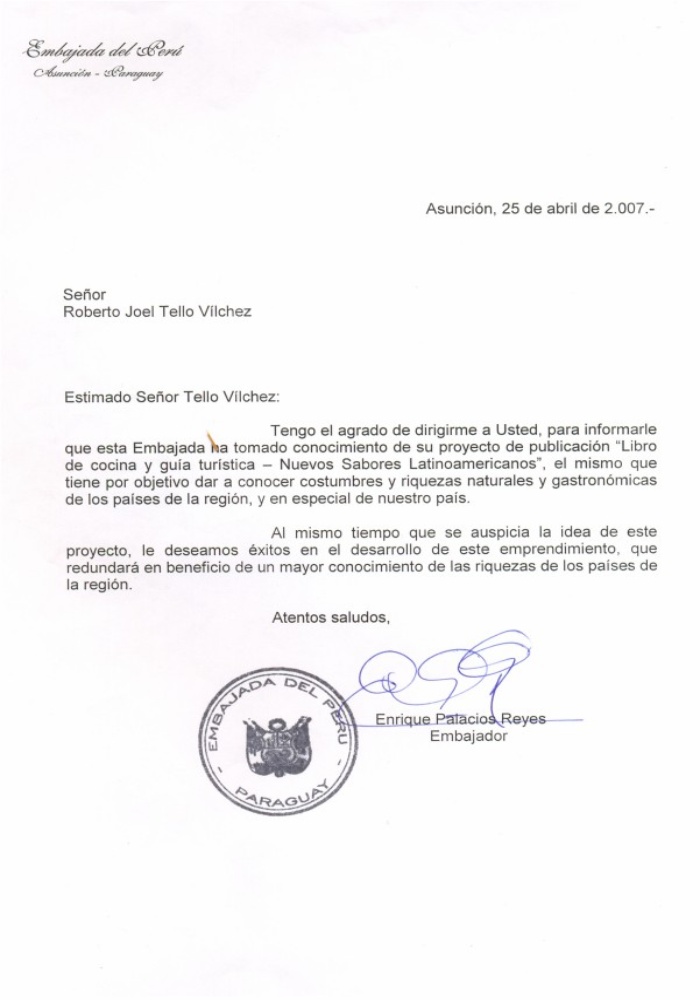 Embajada del Perú
Asunción - Paraguay
Asunción, 25 de abril de 2.007.-
Señor
Roberto Joel Tello Vílchez
Estimado Señor Tello Vílchez:
Tengo el agrado de dirigirme a Usted, para informarle
que esta Embajada ha tomado conocimiento de su proyecto de publicación “Libro
de cocina y guía turística – Nuevos Sabores Latinoamericanos”, el mismo que
tiene por objetivo dar a conocer costumbres y riquezas naturales y gastronómicas
de los países de la región, y en especial de nuestro país.
Al mismo tiempo que se auspicia la idea de este
proyecto, le deseamos éxitos en el desarrollo de este emprendimiento, que
redundará en beneficio de un mayor conocimiento de las riquezas de los países de
la región.
Atentos saludos,
Enrique Palacios Reyes
Embajador
- EMBAJADA DEL PERU -
PARAGUAY